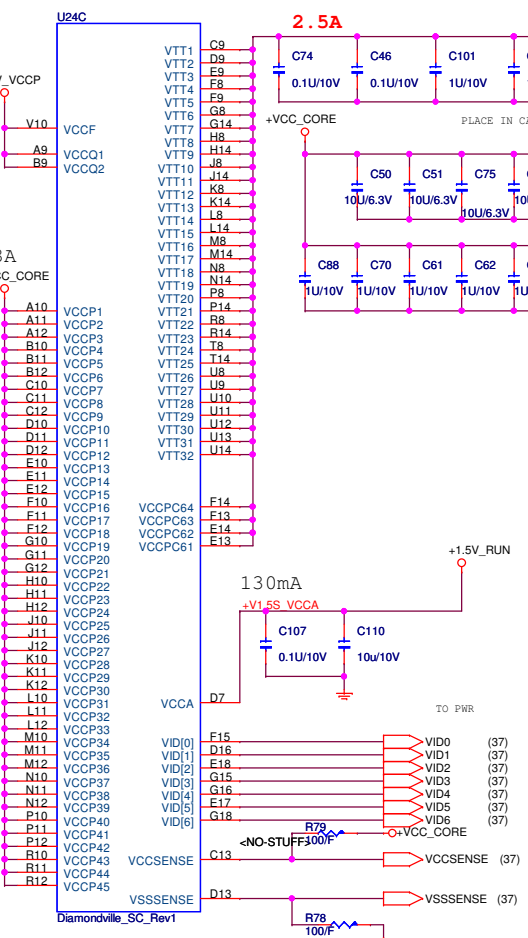 U24C
2.5A
V_VCCP
V10 VCCF
A9 VCCQ1
B9 VCCQ2
C_CORE
A10 VCCP1
A11 VCCP2
A12 VCCP3
B10 VCCP4
B11 VCCP5
B12 VCCP6
C10 VCCP7
C11 VCCP8
C12 VCCP9
D10 VCCP10
D11 VCCP11
D12 VCCP12
E10 VCCP13
E11 VCCP14
E12 VCCP15
F10 VCCP16
F11 VCCP17
F12 VCCP18
G10 VCCP19
G11 VCCP20
G12 VCCP21
H10 VCCP22
H11 VCCP23
H12 VCCP24
J10 VCCP25
J11 VCCP26
J12 VCCP27
K10 VCCP28
K11 VCCP29
K12 VCCP30
L10 VCCP31
L11 VCCP32
L12 VCCP33
M10 VCCP34
M11 VCCP35
M12 VCCP36
N10 VCCP37
N11 VCCP38
N12 VCCP39
P10 VCCP40
P11 VCCP41
P12 VCCP42
R10 VCCP43
R11 VCCP44
R12 VCCP45
VTT1 C9
VTT2 D9
VTT3 E9
VTT4 F8
VTT5 F9
VTT6 G8
VTT7 G14
VTT8 H8
VTT9 H14
VTT10 J8
VTT11 J14
VTT12 K8
VTT13 K14
VTT14 L8
VTT15 L14
VTT16 M8
VTT17 M14
VTT18 N8
VTT19 N14
VTT20 P8
VTT21 P14
VTT22 R8
VTT23 R14
VTT24 T8
VTT25 T14
VTT26 U8
VTT27 U9
VTT28 U10
VTT29 U11
VTT30 U12
VTT31 U13
VTT32 U14
VCCPC64 F14
VCCPC63 F13
VCCPC62 E14
VCCPC61 E13
VCCA D7
VID[0] F15
VID[1] D16
VID[2] E18
VID[3] G15
VID[4] G16
VID[5] E17
VID[6] G18
VCCSENSE C13
VSSSENSE D13
Diamondville_SC_Rev1
C74 C46 C101
0.1U/10V 0.1U/10V 1U/10V
+VCC_CORE
PLACE IN CA
C50 C51 C75
10U/6.3V 10U/6.3V 10U/6.3V
C88 C70 C61 C62
1U/10V 1U/10V 1U/10V 1U/10V
+1.5V_RUN
130mA
+V1.5S_VCCA
C107 C110
0.1U/10V 10u/10V
TO PWR
VID0 (37)
VID1 (37)
VID2 (37)
VID3 (37)
VID4 (37)
VID5 (37)
VID6 (37)
R79
<NO-STUFF> 100/F +VCC_CORE
VCCSENSE (37)
VSSSENSE (37)
R78
100/F